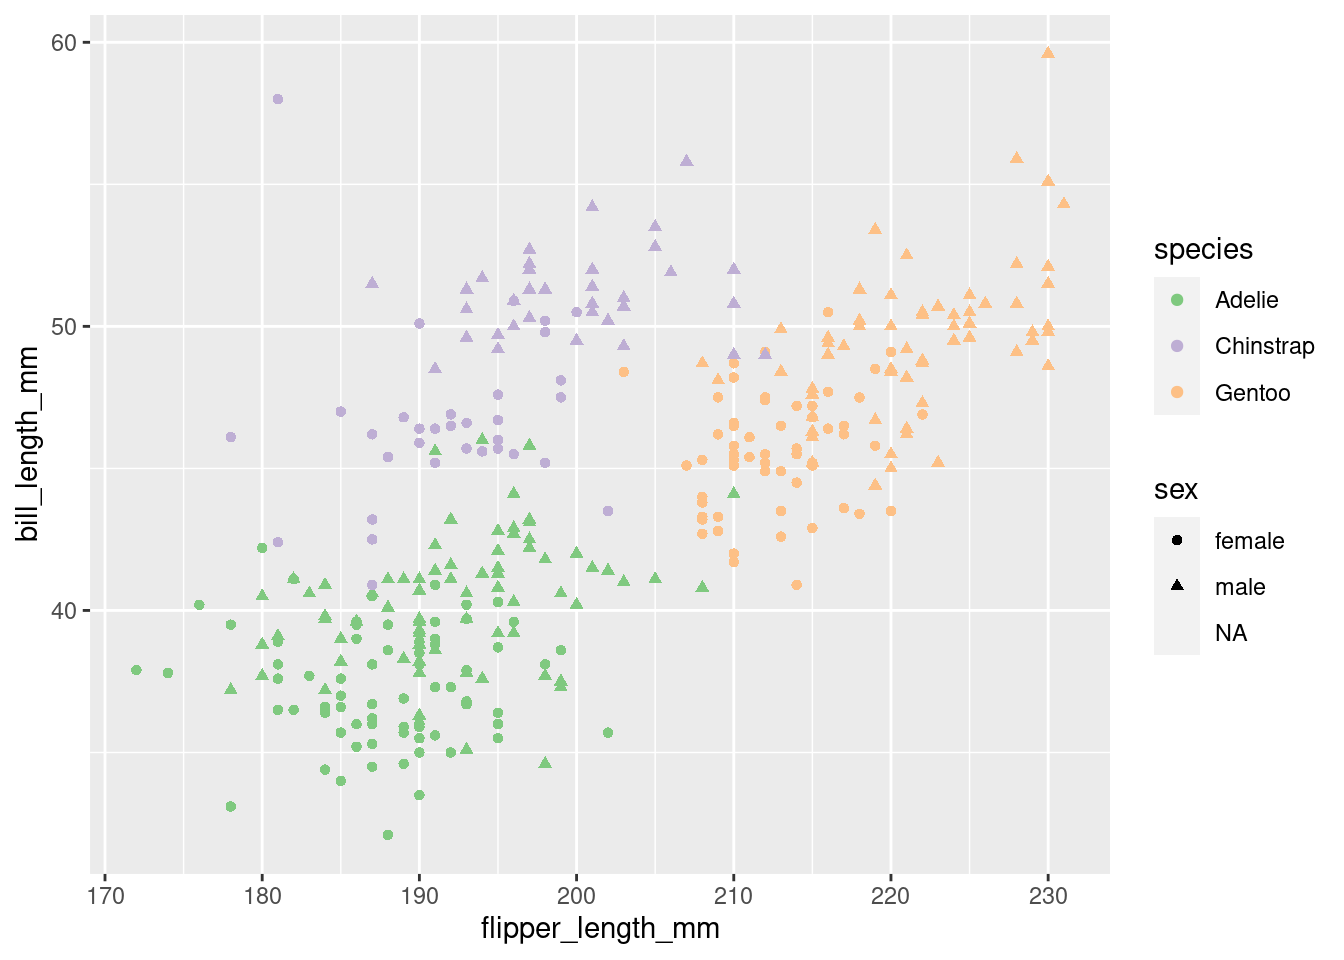 60
50
40
bill_length_mm
170 180 190 200 210 220 230
flipper_length_mm
species
Adelie
Chinstrap
Gentoo
sex
female
male
NA